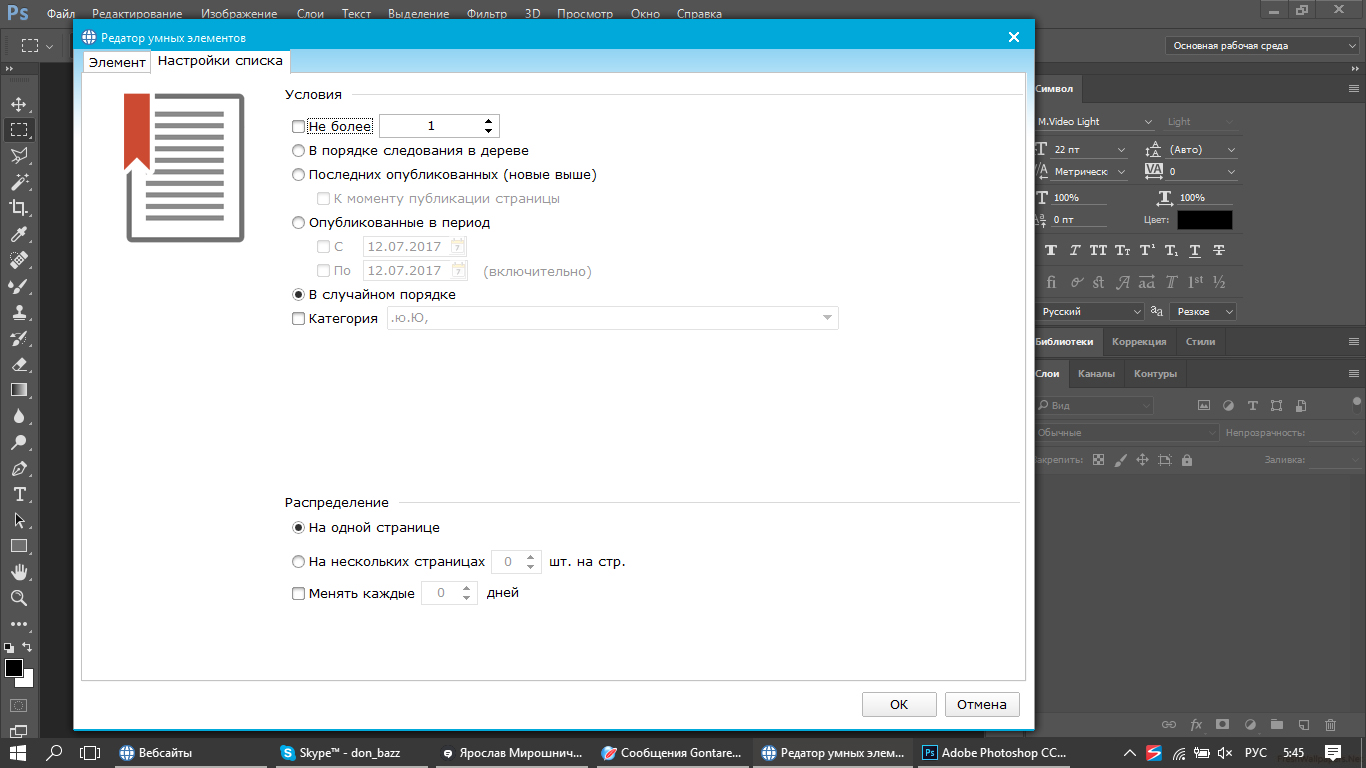 Ps Файл Редактирование Изображение Слои Текст Выделение Фильтр 3D Просмотр Окно Справка
Редатор умных элементов
Основная рабочая среда
Элемент Настройки списка
Символ
Условия
M.Video Light Light
Не более 1
22 пт (Авто)
В порядке следования в дереве
Последних опубликованных (новые выше)
Метрическ VA 0
К моменту публикации страницы
100% 100%
Опубликованные в период
0 пт Цвет:
С 12.07.2017
По 12.07.2017 (включительно)
В случайном порядке
Категория .ю.Ю,
Русский аа Резкое
Библиотеки Коррекция Стили
Слои Каналы Контуры
Вид
Обычные Непрозрачность:
акрепить: Заливка:
Распределение
На одной странице
На нескольких страницах 0 шт. на стр.
Менять каждые 0 дней
ОК Отмена
Вебсайты Skype™ - don_bazz Ярослав Мирошнич... Сообщения Gontare... Редатор умных элем... Adobe Photoshop CC... РУС 5:45